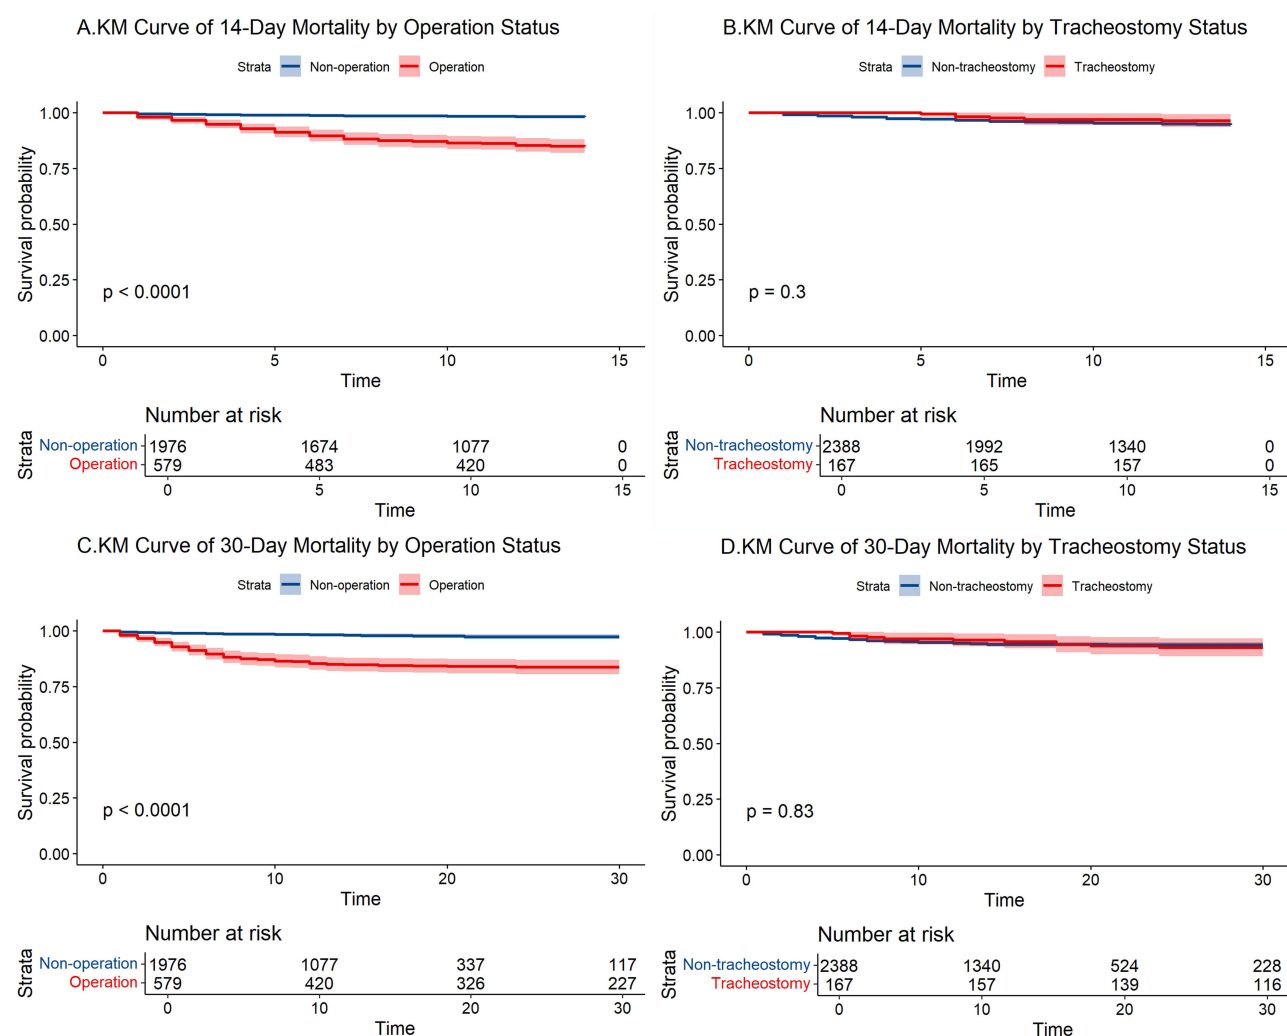 A.KM Curve of 14-Day Mortality by Operation Status
Strata Non-operation Operation
Survival probability
1.00
0.75
0.50
0.25
0.00
p < 0.0001
0 5 10 15
Time
Number at risk
Strata
Non-operation 1976 1674 1077 0
Operation 579 483 420 0
0 5 10 15
Time
B.KM Curve of 14-Day Mortality by Tracheostomy Status
Strata Non-tracheostomy Tracheostomy
Survival probability
1.00
0.75
0.50
0.25
0.00
p = 0.3
0 5 10 15
Time
Number at risk
Strata
Non-tracheostomy 2388 1992 1340 0
Tracheostomy 167 165 157 0
0 5 10 15
Time
C.KM Curve of 30-Day Mortality by Operation Status
Strata Non-operation Operation
Survival probability
1.00
0.75
0.50
0.25
0.00
p < 0.0001
0 10 20 30
Time
Number at risk
Strata
Non-operation 1976 1077 337 117
Operation 579 420 326 227
0 10 20 30
Time
D.KM Curve of 30-Day Mortality by Tracheostomy Status
Strata Non-tracheostomy Tracheostomy
Survival probability
1.00
0.75
0.50
0.25
0.00
p = 0.83
0 10 20 30
Time
Number at risk
Strata
Non-tracheostomy 2388 1340 524 228
Tracheostomy 167 157 139 116
0 10 20 30
Time